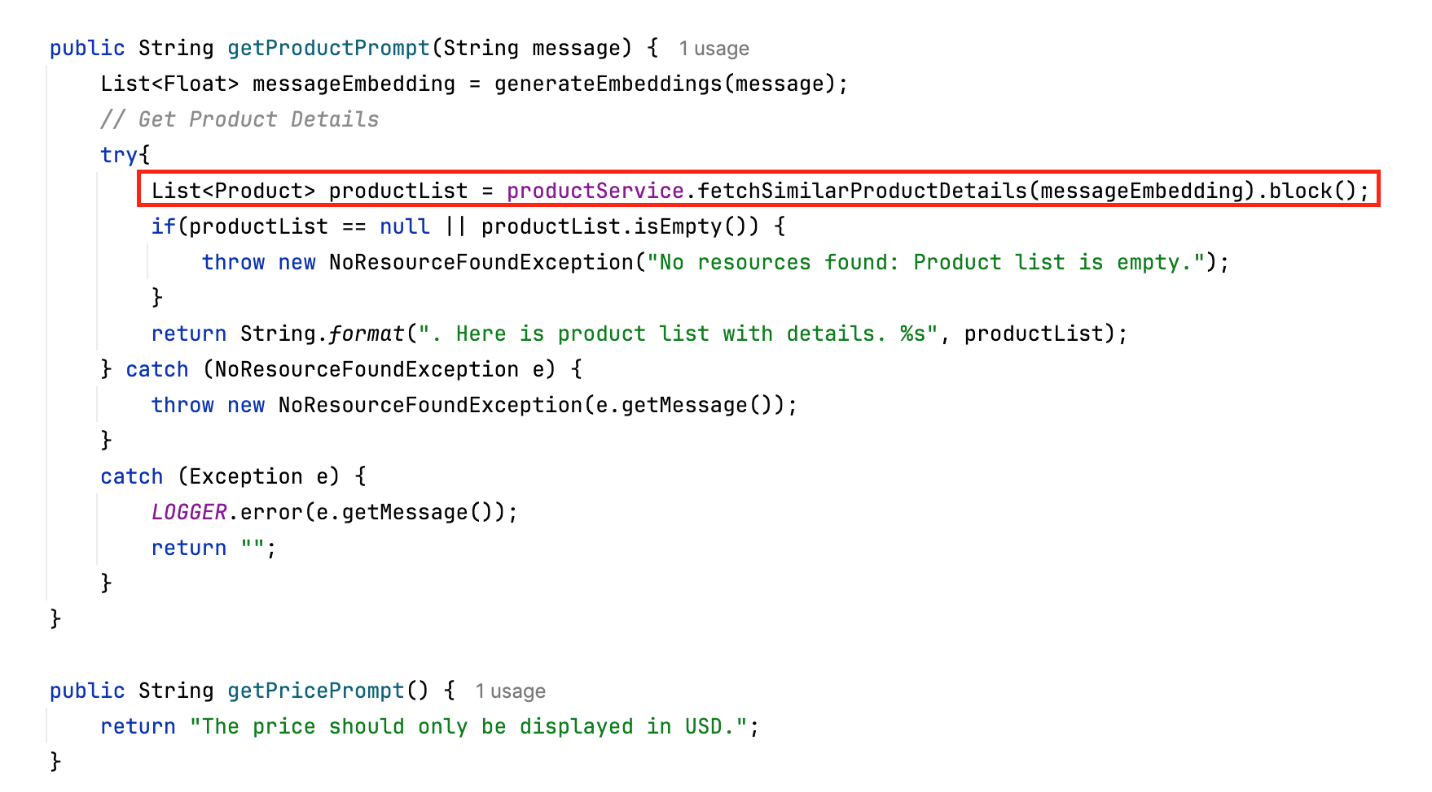 public String getProductPrompt(String message) { 1 usage
List<Float> messageEmbedding = generateEmbeddings(message);
// Get Product Details
try{
List<Product> productList = productService.fetchSimilarProductDetails(messageEmbedding).block();
if(productList == null || productList.isEmpty()) {
throw new NoResourceFoundException("No resources found: Product list is empty.");
}
return String.format(". Here is product list with details. %s", productList);
} catch (NoResourceFoundException e) {
throw new NoResourceFoundException(e.getMessage());
}
catch (Exception e) {
LOGGER.error(e.getMessage());
return "";
}
}
public String getPricePrompt() { 1 usage
return "The price should only be displayed in USD.";
}